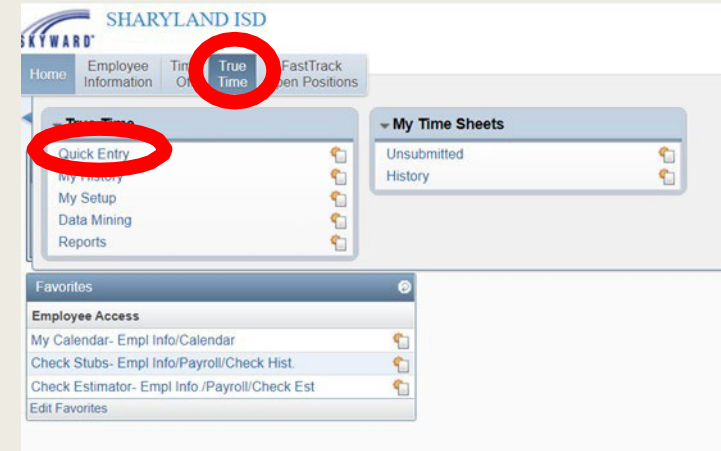 SHARYLAND ISD
SKYWARD
Home
Employee Information
True Time
FastTrack
Positions
My Time Sheets
Quick Entry
Unsubmitted
My History
History
My Setup
Data Mining
Reports
Favorites
Employee Access
My Calendar- Empl Info/Calendar
Check Stubs- Empl Info/Payroll/Check Hist.
Check Estimator- Empl Info /Payroll/Check Est
Edit Favorites